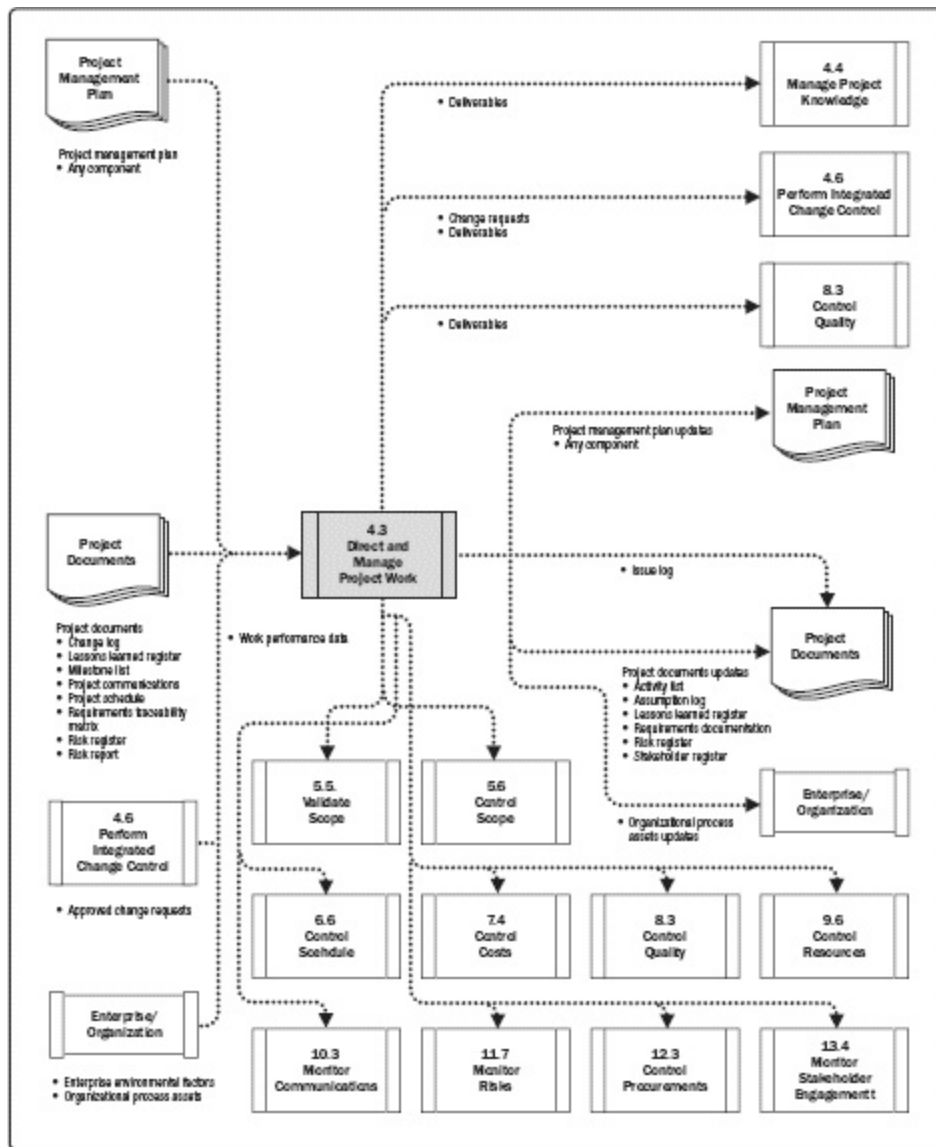 Project
Management
Plan
Project management plan
• Any component
4.4
Manage Project
Knowledge
• Deliverables
4.6
Perform Integrated
Change Control
• Change requests
• Deliverables
8.3
Control
Quality
• Deliverables
Project
Management
Plan
Project management plan updates
• Any component
Project
Documents
Project documents
• Change log
• Lessons learned register
• Milestone list
• Project communications
• Project schedule
• Requirements traceability
matrix
• Risk register
• Risk report
4.3
Direct and
Manage
Project Work
• Issue log
• Work performance data
Project
Documents
Project documents updates
• Activity list
• Assumption log
• Lessons learned register
• Requirements documentation
• Risk register
• Stakeholder register
5.5.
Validate
Scope
5.6
Control
Scope
Enterprise/
Organization
• Organizational process
assets updates
4.6
Perform
Integrated
Change Control
• Approved change requests
6.6
Control
Scehdule
7.4
Control
Costs
8.3
Control
Quality
9.6
Control
Resources
Enterprise/
Organization
• Enterprise environmental factors
• Organizational process assets
10.3
Monitor
Communications
11.7
Monitor
Risks
12.3
Control
Procurements
13.4
Monitor
Stakeholder
Engagementt